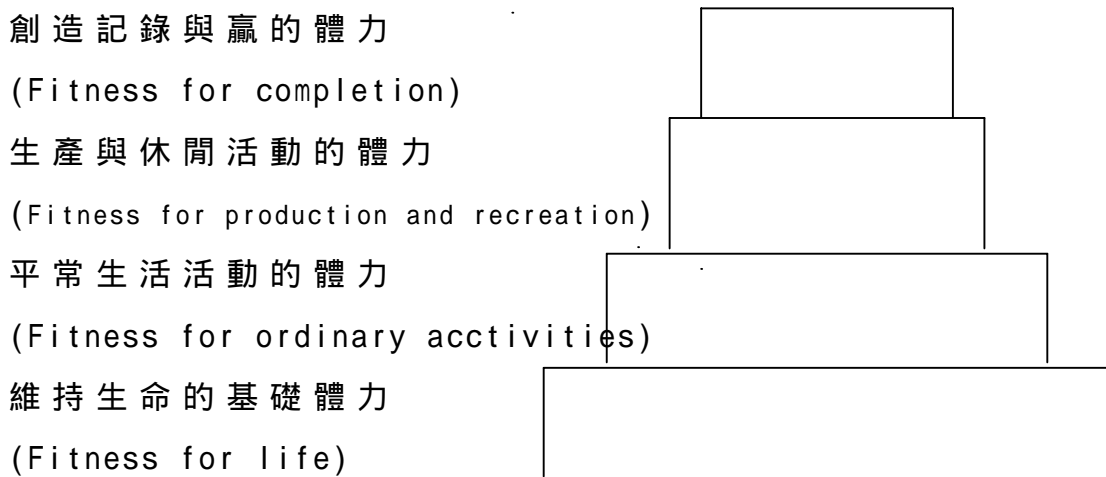 創造記錄與贏的體力
(Fitness for completion)
生產與休閒活動的體力
(Fitness for production and recreation)
平常生活活動的體力
(Fitness for ordinary acctivities)
維持生命的基礎體力
(Fitness for life)